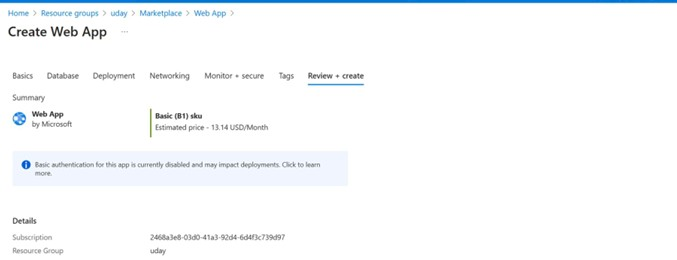 Home > Resource groups > uday > Marketplace > Web App >
Create Web App ...
Basics Database Deployment Networking Monitor + secure Tags Review + create
Summary
Web App
by Microsoft
Basic (B1) sku
Estimated price - 13.14 USD/Month
Basic authentication for this app is currently disabled and may impact deployments. Click to learn
more.
Details
Subscription 2468a3e8-03d0-41a3-92d4-6d4f3c739d97
Resource Group uday